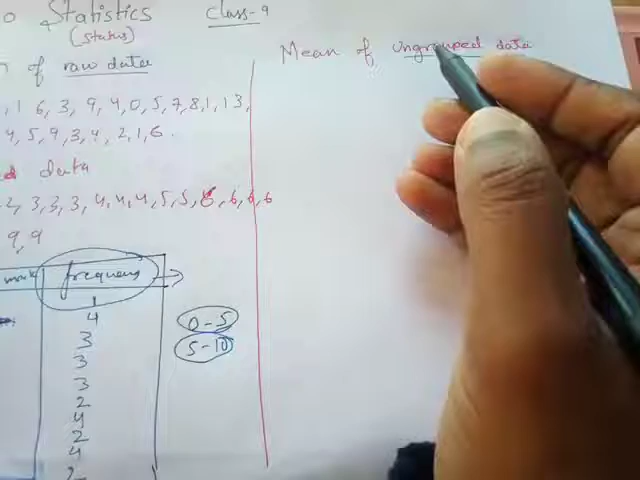 o Statistics Class-9
(Status)
of raw data
, 1 6, 3, 9, 4, 0, 5, 7, 8, 1, 13,
4, 5, 9, 3, 4, 2, 1, 6.
data
2, 3, 3, 3, 4, 4, 4, 5, 5, 6, 6, 6, 6
9, 9
mark frequency
1
4
3
3
3
2
4
2
4
2
0-5
5-10
Mean of Ungrouped data